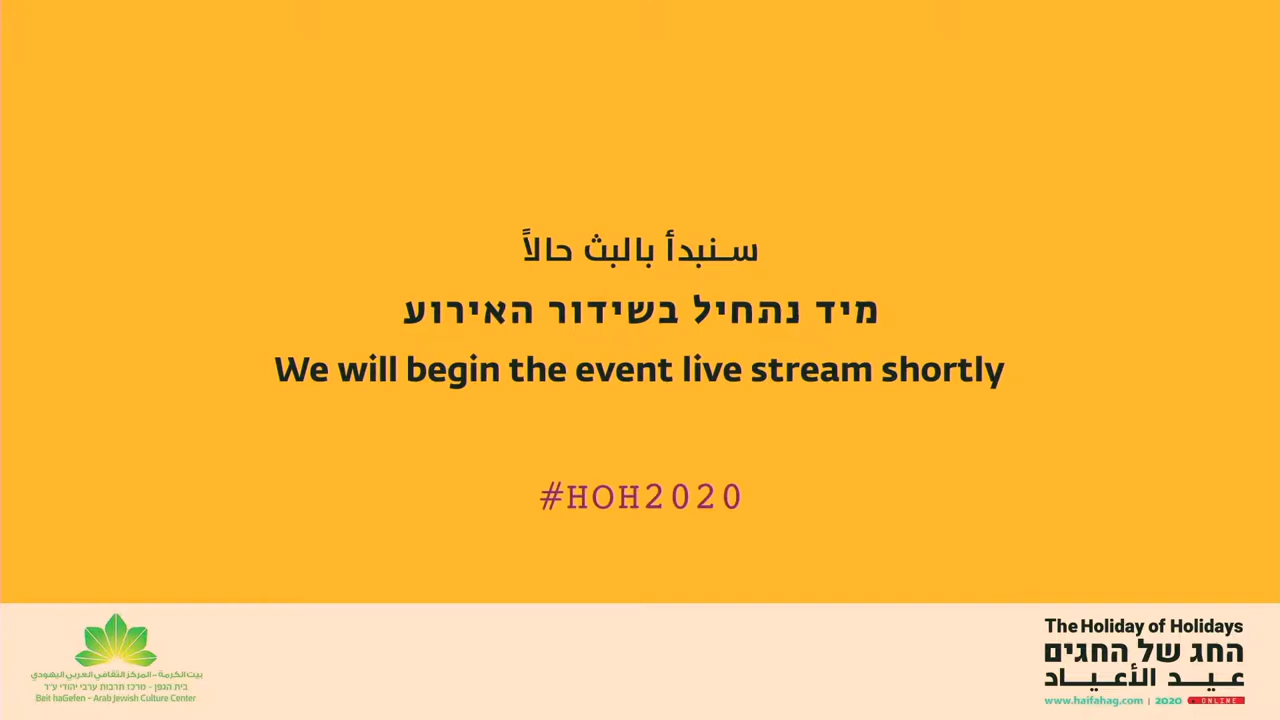 سنبدأ بالبث حالاً
מיד נתחיל בשידור האירוע
We will begin the event live stream shortly
#HOH2020
بيت الكرمة - المركز الثقافي العربي اليهودي
בית הגפן - מרכז תרבות ערבי יהודי ע"ד
Beit haGefen - Arab Jewish Culture Center
The Holiday of Holidays
החג של החגים
عيد الأعياد
www.haifahag.com | 2020 ONLINE